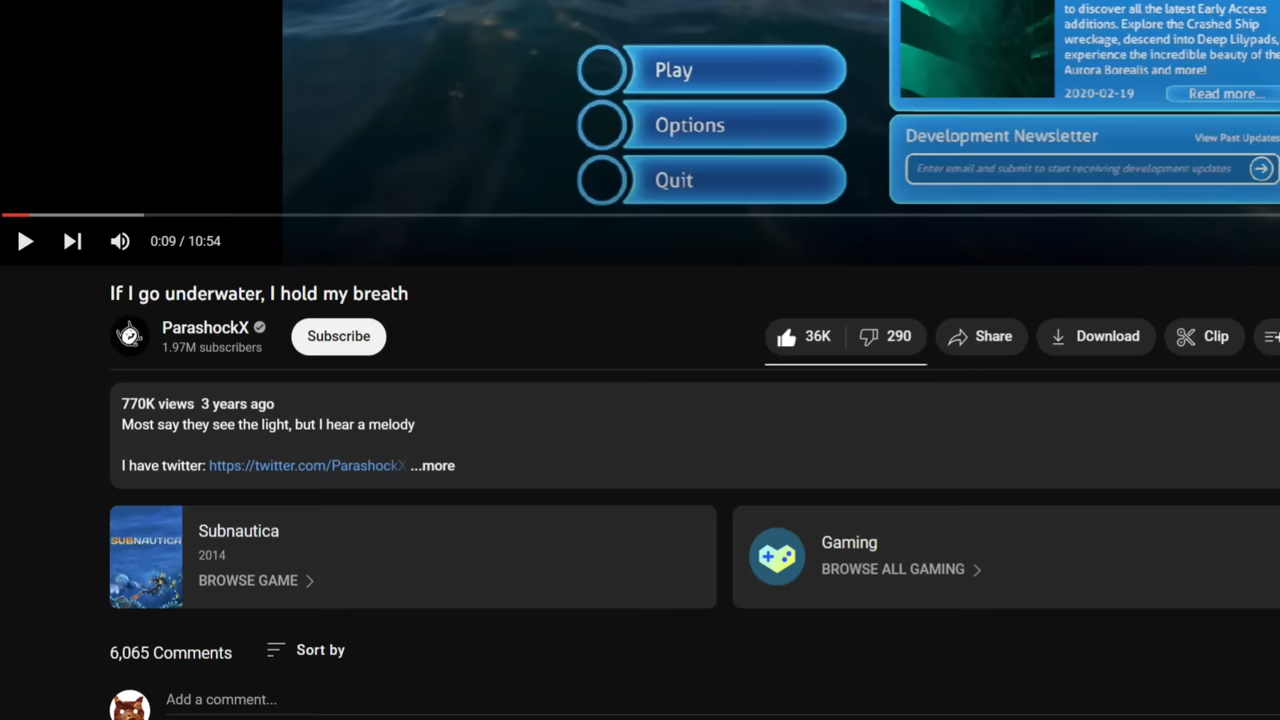 to discover all the latest Early Access
additions. Explore the Crashed Ship
wreckage, descend into Deep Lilypads,
experience the incredible beauty of the
Aurora Borealis and more!
2020-02-19 Read more...
Play
Options
Quit
Development Newsletter View Past Updates
Enter email and submit to start receiving development updates
0:09 / 10:54
If I go underwater, I hold my breath
ParashockX
1.97M subscribers
Subscribe
36K 290 Share Download Clip
770K views 3 years ago
Most say they see the light, but I hear a melody
I have twitter: https://twitter.com/ParashockX ...more
SUBNAUTICA
Subnautica
2014
BROWSE GAME
Gaming
BROWSE ALL GAMING
6,065 Comments Sort by
Add a comment...